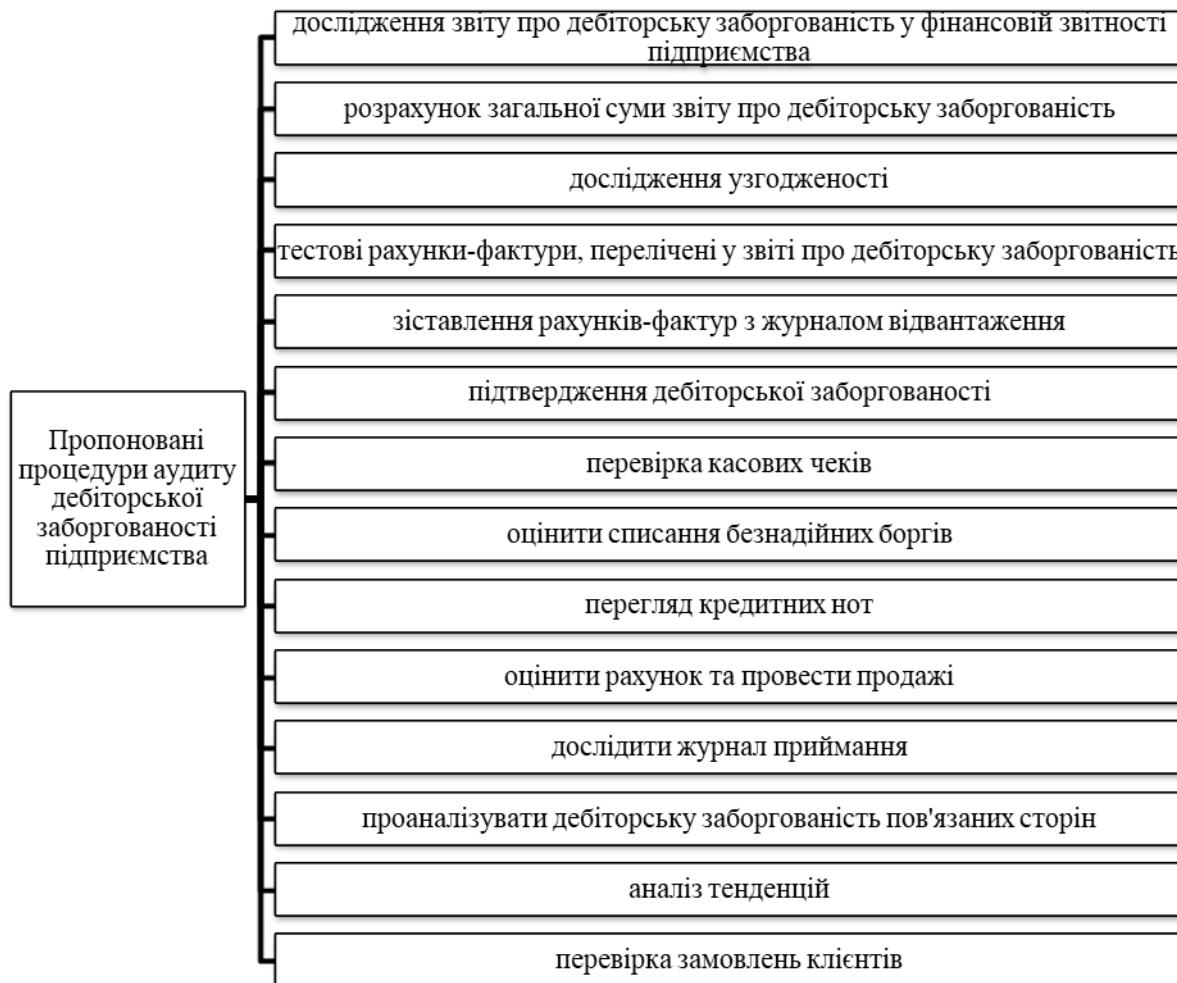 дослідження звіту про дебіторську заборгованість у фінансовій звітності
підприємства
розрахунок загальної суми звіту про дебіторську заборгованість
дослідження узгодженості
тестові рахунки-фактури, перелічені у звіті про дебіторську заборгованість
зіставлення рахунків-фактур з журналом відвантаження
підтвердження дебіторської заборгованості
перевірка касових чеків
оцінити списання безнадійних боргів
перегляд кредитних нот
оцінити рахунок та провести продажі
дослідити журнал приймання
проаналізувати дебіторську заборгованість пов'язаних сторін
аналіз тенденцій
перевірка замовлень клієнтів
Пропоновані
процедури аудиту
дебіторської
заборгованості
підприємства